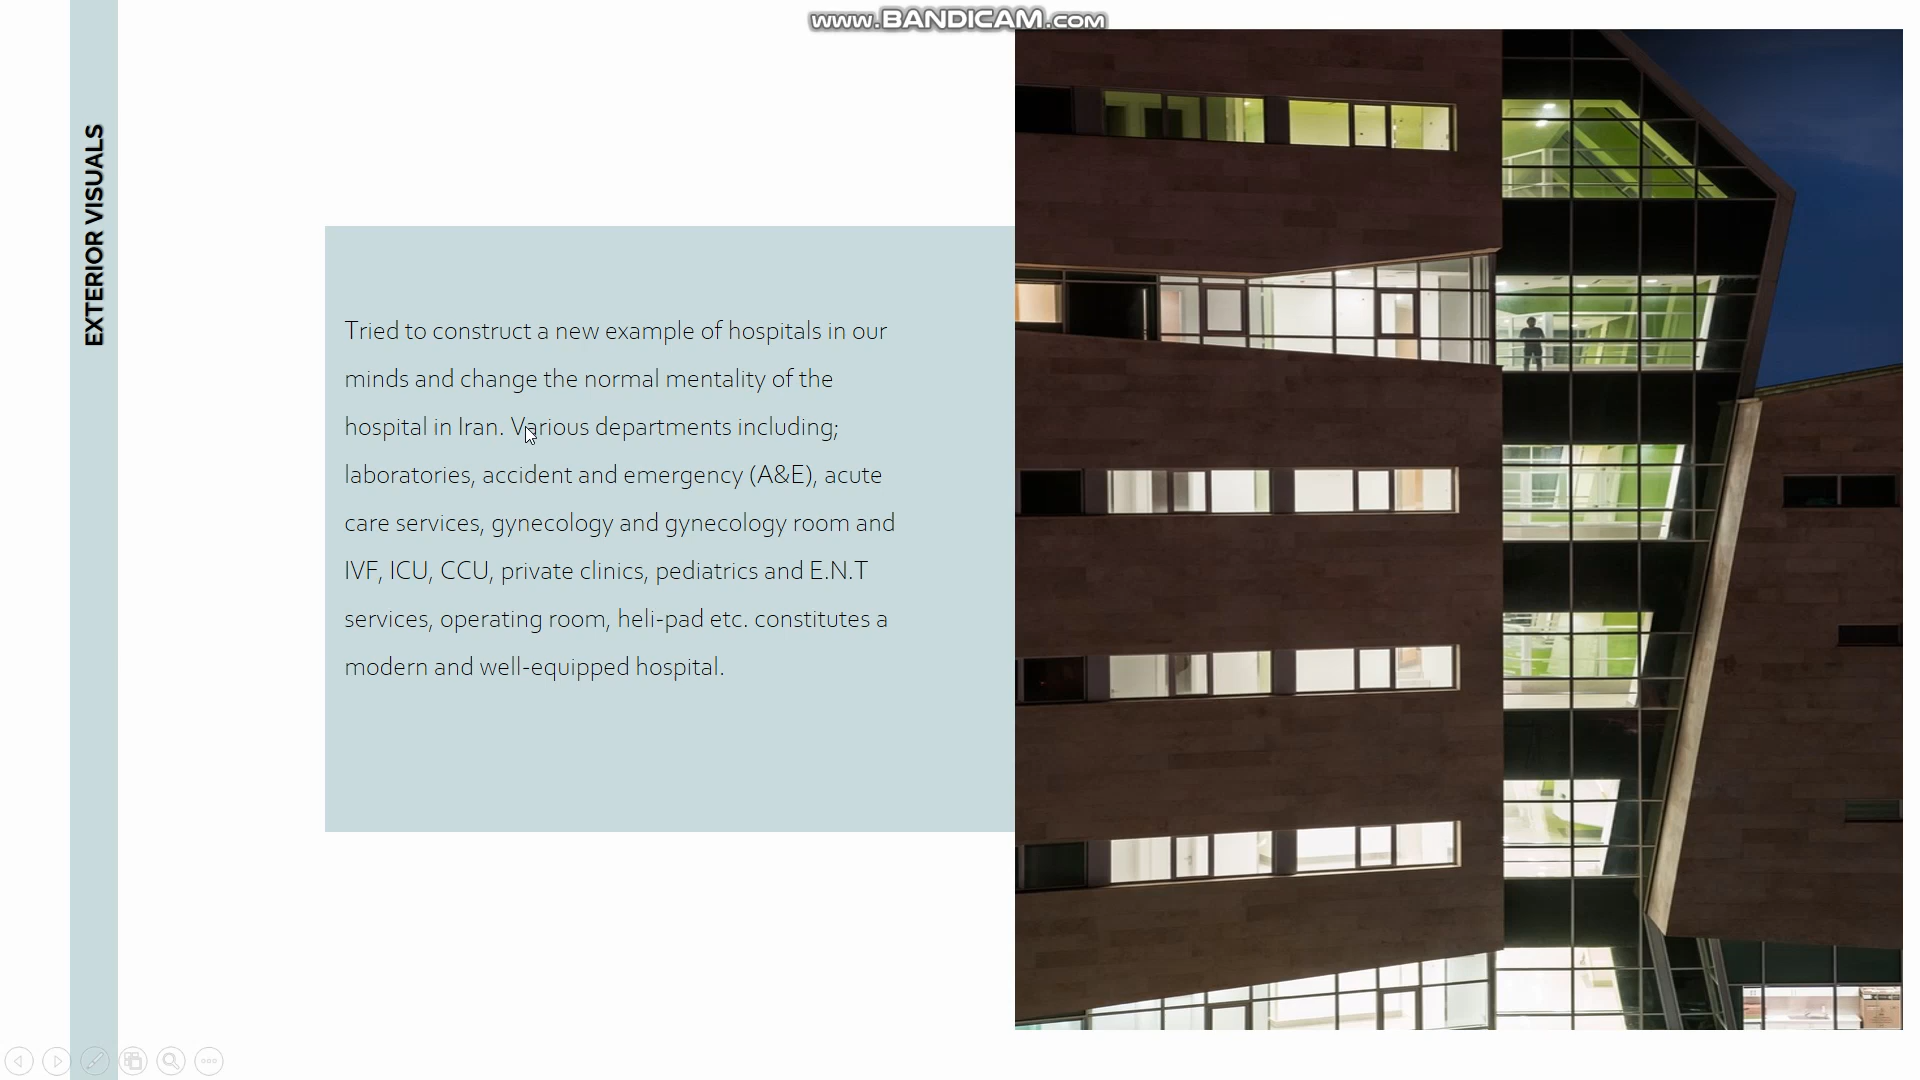 www.BANDICAM.com
EXTERIOR VISUALS
Tried to construct a new example of hospitals in our
minds and change the normal mentality of the
hospital in Iran. Various departments including;
laboratories, accident and emergency (A&E), acute
care services, gynecology and gynecology room and
IVF, ICU, CCU, private clinics, pediatrics and E.N.T
services, operating room, heli-pad etc. constitutes a
modern and well-equipped hospital.